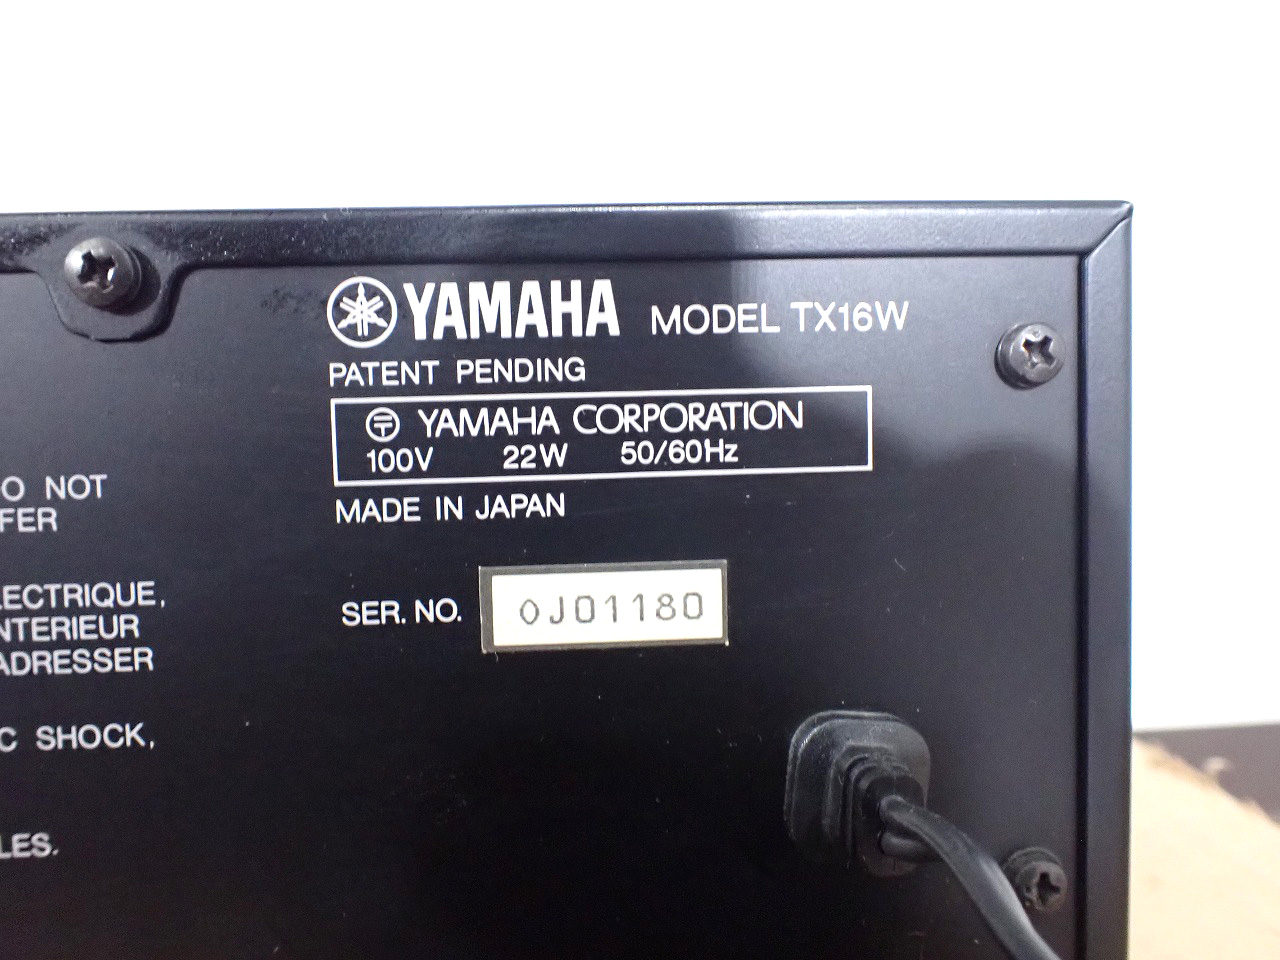 YAMAHA MODEL TX16W
PATENT PENDING
YAMAHA CORPORATION
100V 22W 50/60Hz
MADE IN JAPAN
SER. NO. 0J01180
O NOT
FER
LECTRIQUE,
NTERIEUR
ADRESSER
C SHOCK,
LES.